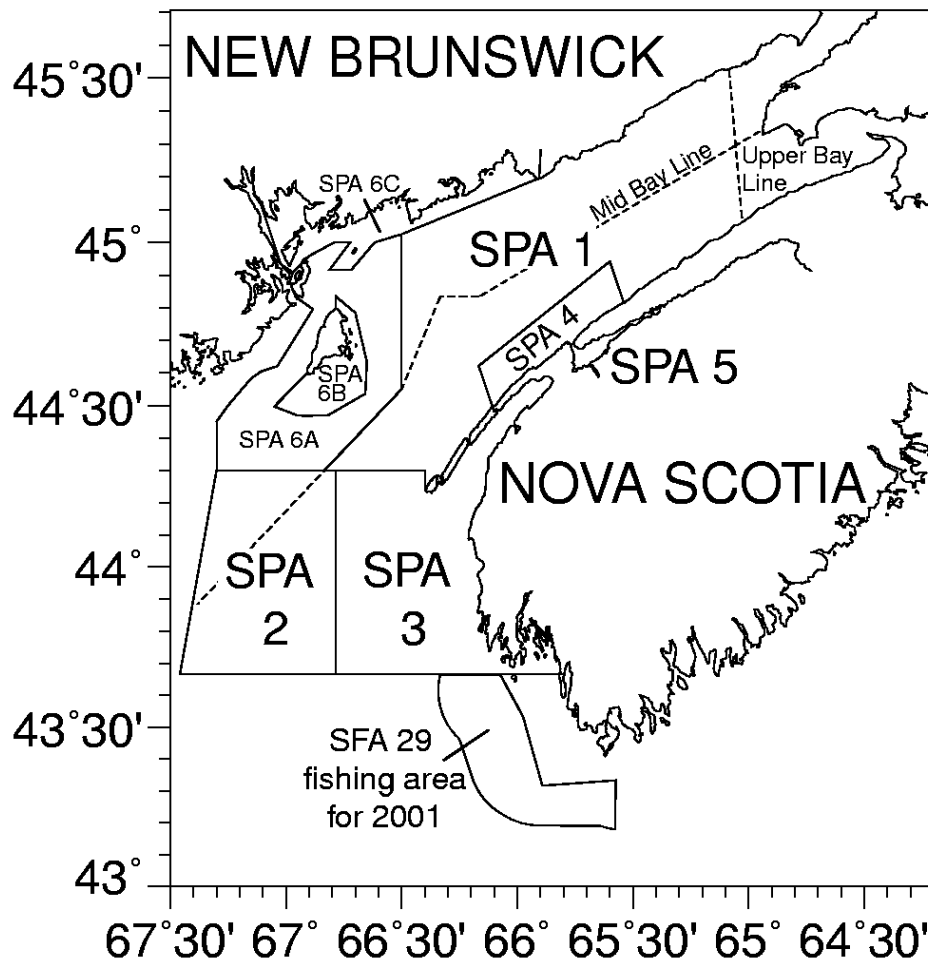 NEW BRUNSWICK
45°30'
SPA 6C
Mid Bay Line
Upper Bay
Line
45°
SPA 1
SPA 4
SPA 5
SPA
6B
44°30'
SPA 6A
NOVA SCOTIA
44°
SPA
2
SPA
3
43°30'
SFA 29
fishing area
for 2001
43°
67°30' 67° 66°30' 66° 65°30' 65° 64°30'